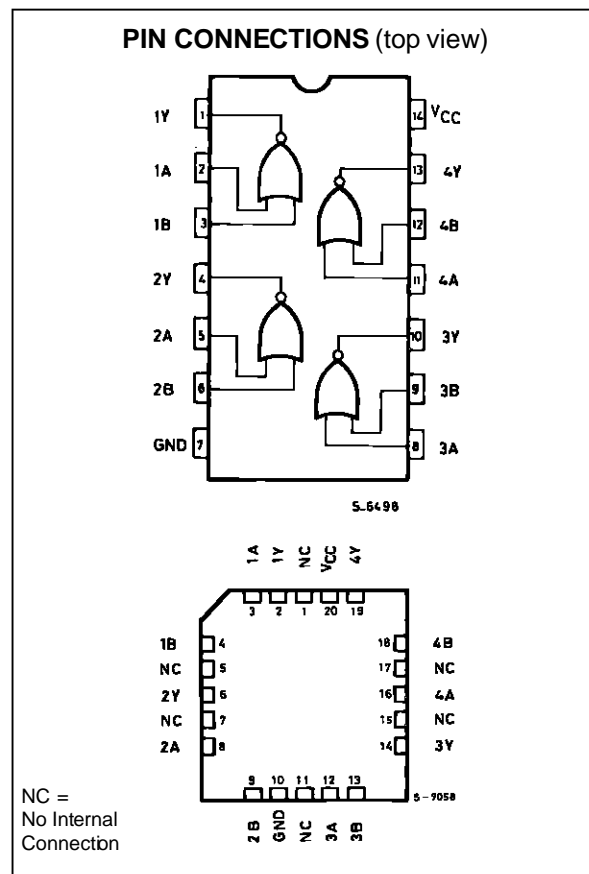 PIN CONNECTIONS (top view)
1Y 1 14 VCC
1A 2 13 4Y
1B 3 12 4B
2Y 4 11 4A
2A 5 10 3Y
2B 6 9 3B
GND 7 8 3A
S-6498
1A 1Y NC VCC 4Y
3 2 1 20 19
1B 4 18 4B
NC 5 17 NC
2Y 6 16 4A
NC 7 15 NC
2A 8 14 3Y
9 10 11 12 13
S-9058
2B GND NC 3A 3B
NC =
No Internal
Connection